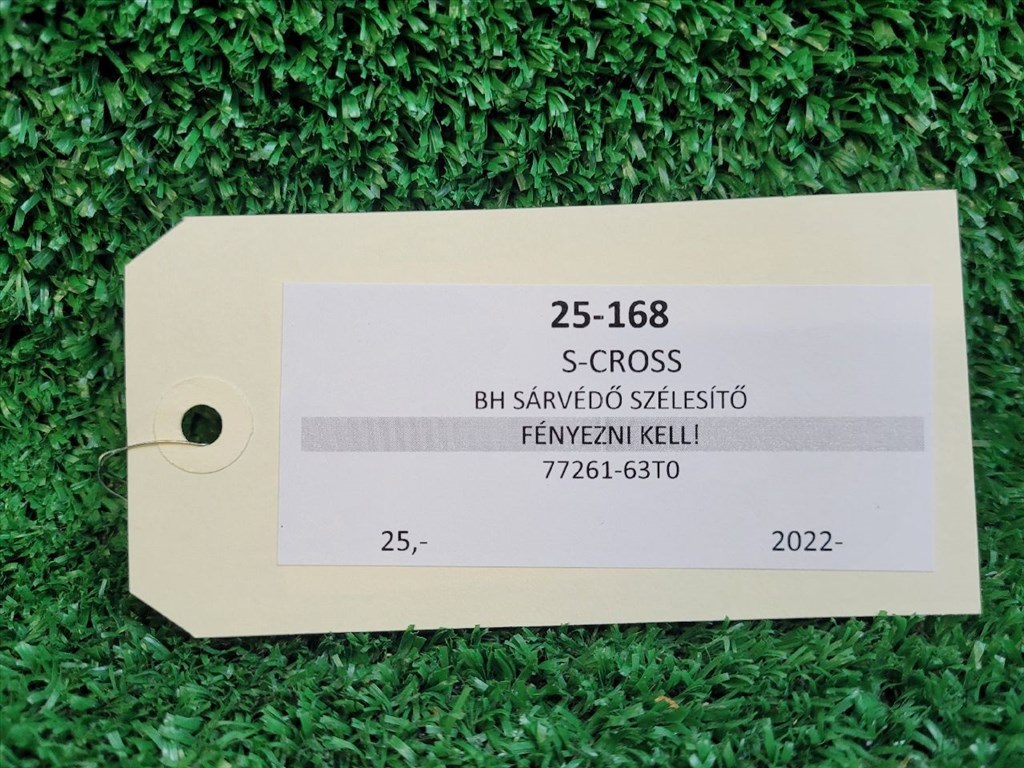 25-168
S-CROSS
BH SÁRVÉDŐ SZÉLESÍTŐ
FÉNYEZNI KELL!
77261-63T0
25,- 2022-